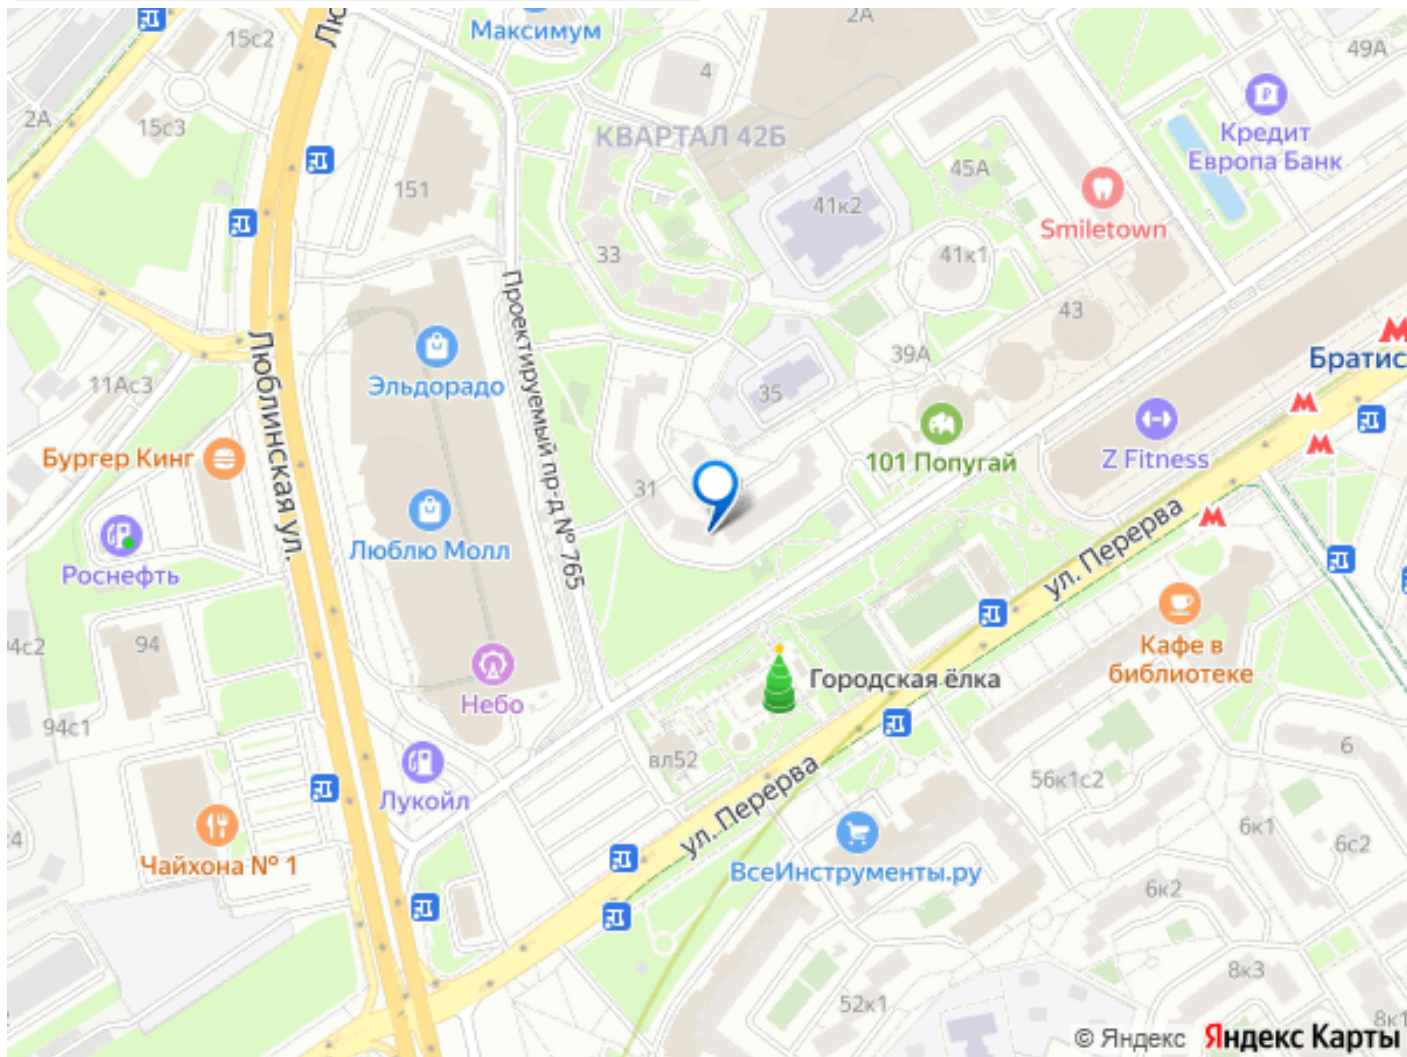 Лю
Максимум
2А
15с2
49А
4
2А
15с3
КВАРТАЛ 42Б
Кредит
Европа Банк
45А
151
41к2
Smiletown
33
41к1
Проектируемый пр-д № 765
43
Братис
39А
Люблинская ул.
11Ас3
Эльдорадо
35
Бургер Кинг
101 Попугай
Z Fitness
31
Люблю Молл
Роснефть
ул. Перерва
4с2
94
Кафе в
библиотеке
Городская ёлка
Небо
94с1
вл52
6
56к1с2
Лукойл
ул. Перерва
4
6к1
6с2
Чайхона № 1
ВсеИнструменты.ру
6к2
8к3
52к1
8к1
© Яндекс Яндекс Карты